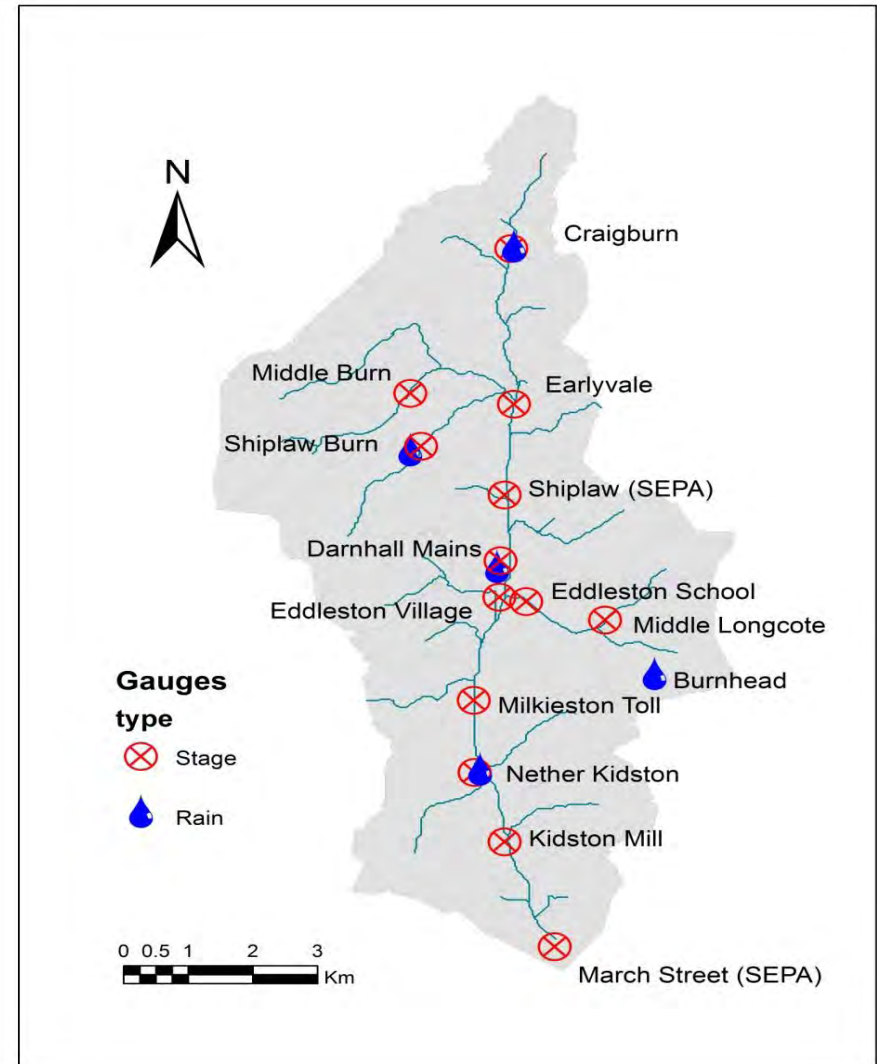 N
Craigburn
Middle Burn
Earlyvale
Shiplaw Burn
Shiplaw (SEPA)
Darnhall Mains
Eddleston School
Eddleston Village
Middle Longcote
Burnhead
Gauges
type
Milkieston Toll
Stage
Nether Kidston
Rain
Kidston Mill
0 0.5 1 2 3
Km
March Street (SEPA)